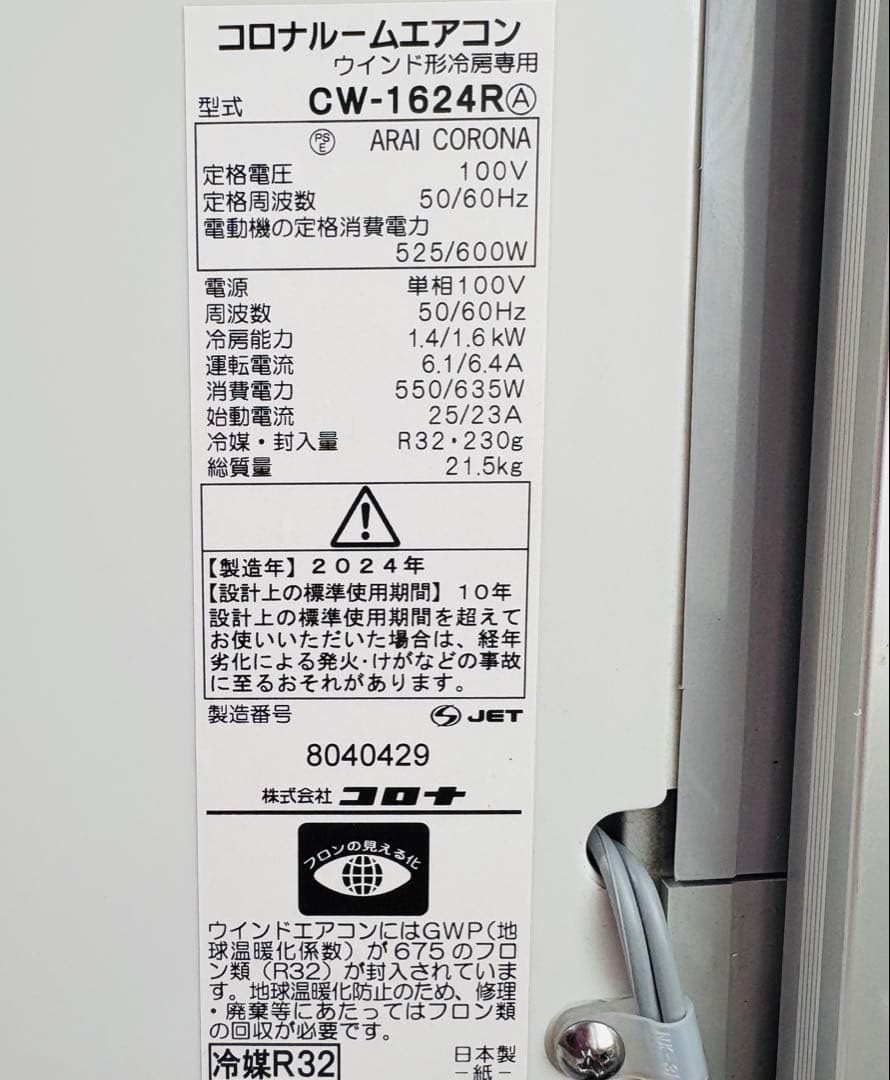 コロナルームエアコン
ウインド形冷房専用
型式 CW-1624RⒶ
PSE ARAI CORONA
定格電圧 100V
定格周波数 50/60Hz
電動機の定格消費電力
525/600W
電源 単相100V
周波数 50/60Hz
冷房能力 1.4/1.6kW
運転電流 6.1/6.4A
消費電力 550/635W
始動電流 25/23A
冷媒・封入量 R32・230g
総質量 21.5kg
【製造年】2024年
【設計上の標準使用期間】10年
設計上の標準使用期間を超えて
お使いいただいた場合は、経年
劣化による発火・けがなどの事故
に至るおそれがあります。
製造番号 JET
8040429
株式会社 コロナ
フロンの見える化
ウインドエアコンにはGWP(地
球温暖化係数)が675のフロ
ン類(R32)が封入されていま
す。地球温暖化防止のため、修理
・廃棄等にあたってはフロン類
の回収が必要です。
冷媒R32 日本製
-紙-